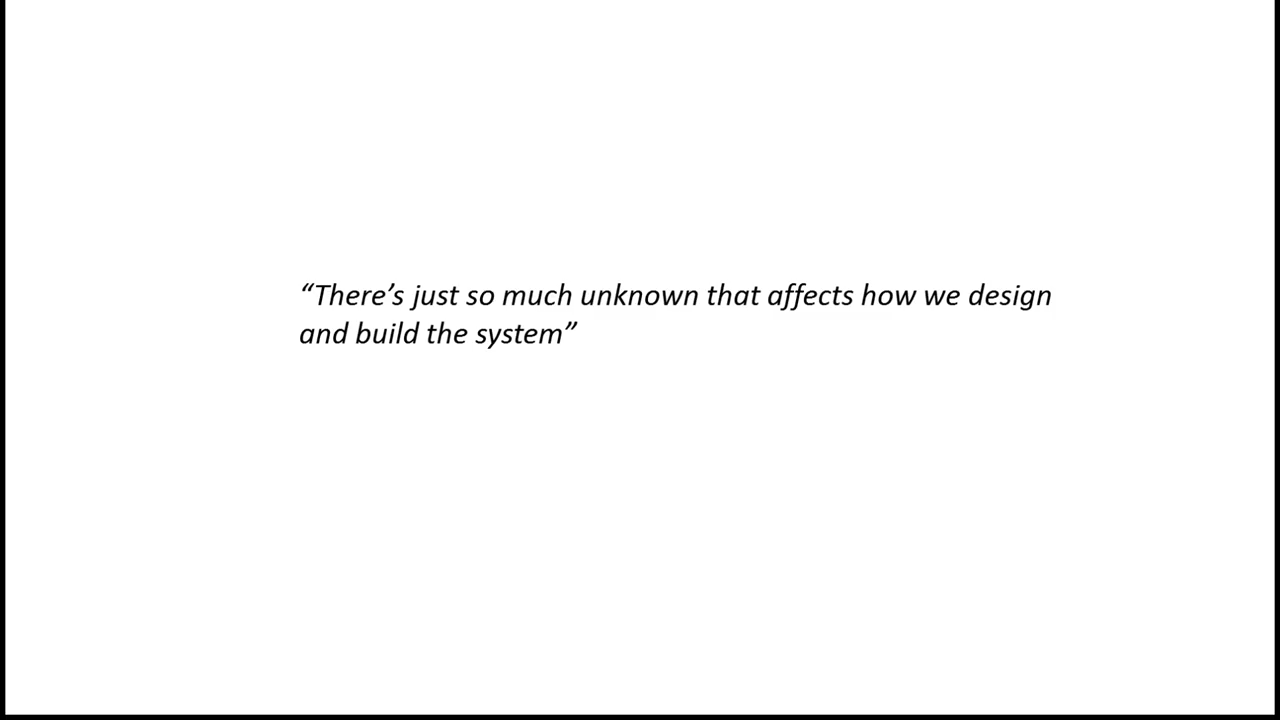 “There’s just so much unknown that affects how we design
and build the system”